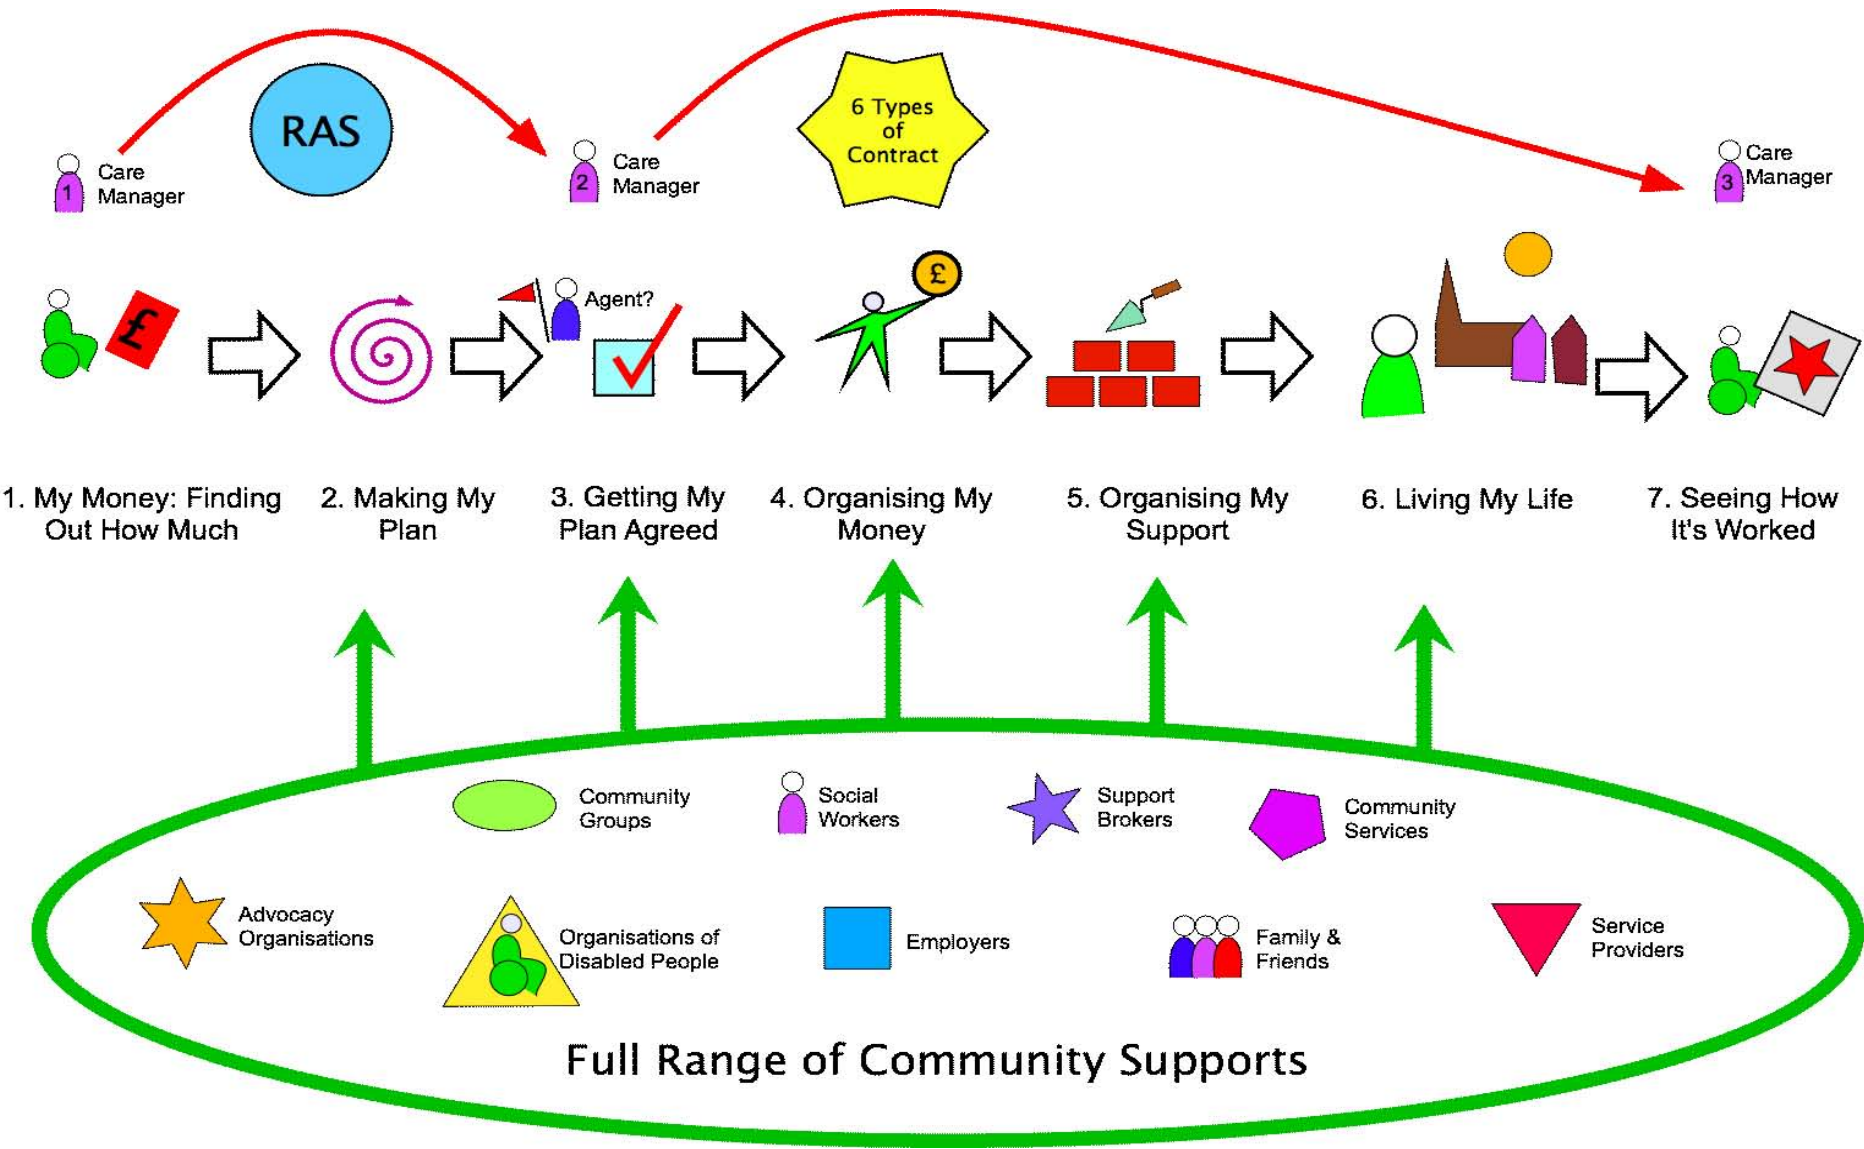 RAS
6 Types
of
Contract
1
Care
Manager
2
Care
Manager
3
Care
Manager
£
Agent?
£
1. My Money: Finding
Out How Much
2. Making My
Plan
3. Getting My
Plan Agreed
4. Organising My
Money
5. Organising My
Support
6. Living My Life
7. Seeing How
It's Worked
Community
Groups
Social
Workers
Support
Brokers
Community
Services
Advocacy
Organisations
Organisations of
Disabled People
Employers
Family &
Friends
Service
Providers
Full Range of Community Supports